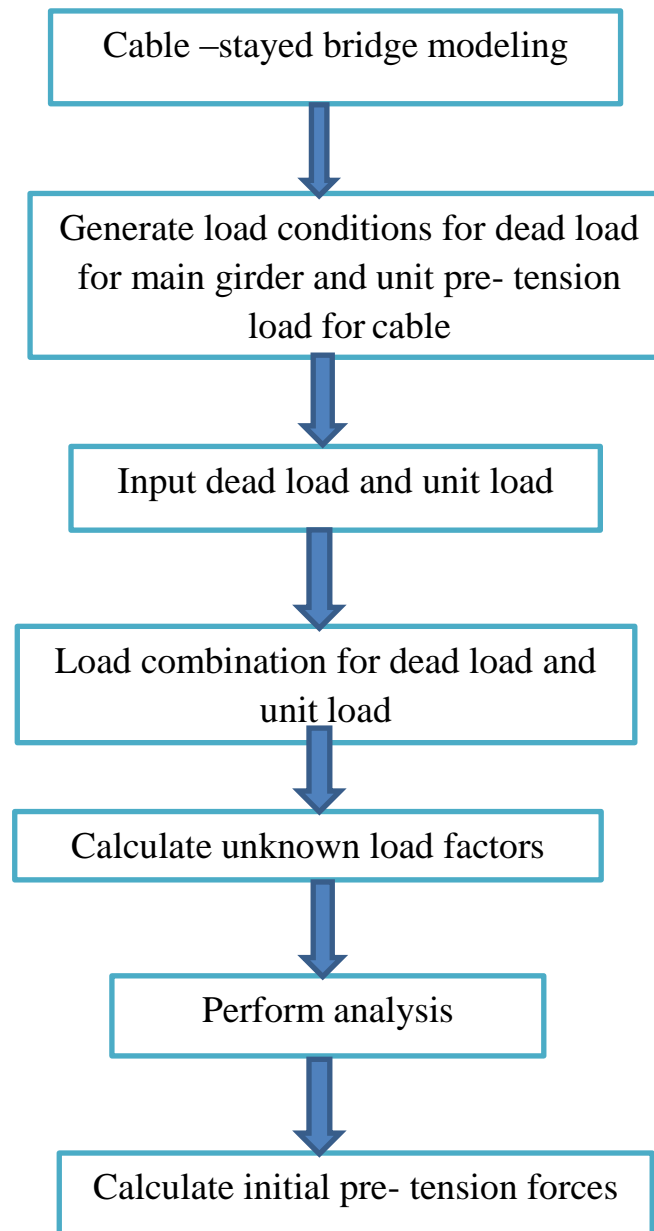 Cable –stayed bridge modeling
Generate load conditions for dead load
for main girder and unit pre- tension
load for cable
Input dead load and unit load
Load combination for dead load and
unit load
Calculate unknown load factors
Perform analysis
Calculate initial pre- tension forces